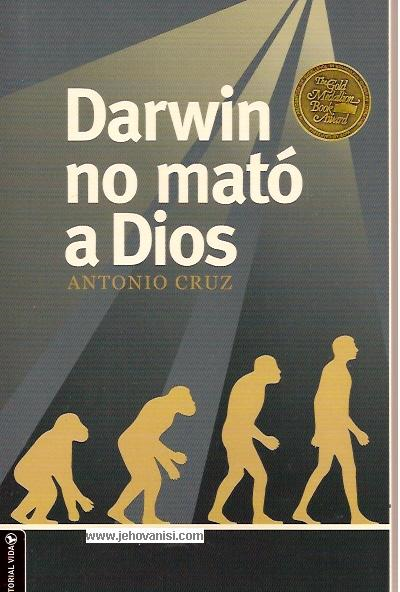 The Gold
Medallion
Book
Award
Darwin
no mató
a Dios
ANTONIO CRUZ
www.jehovanisi.com
TORIAL VIDA